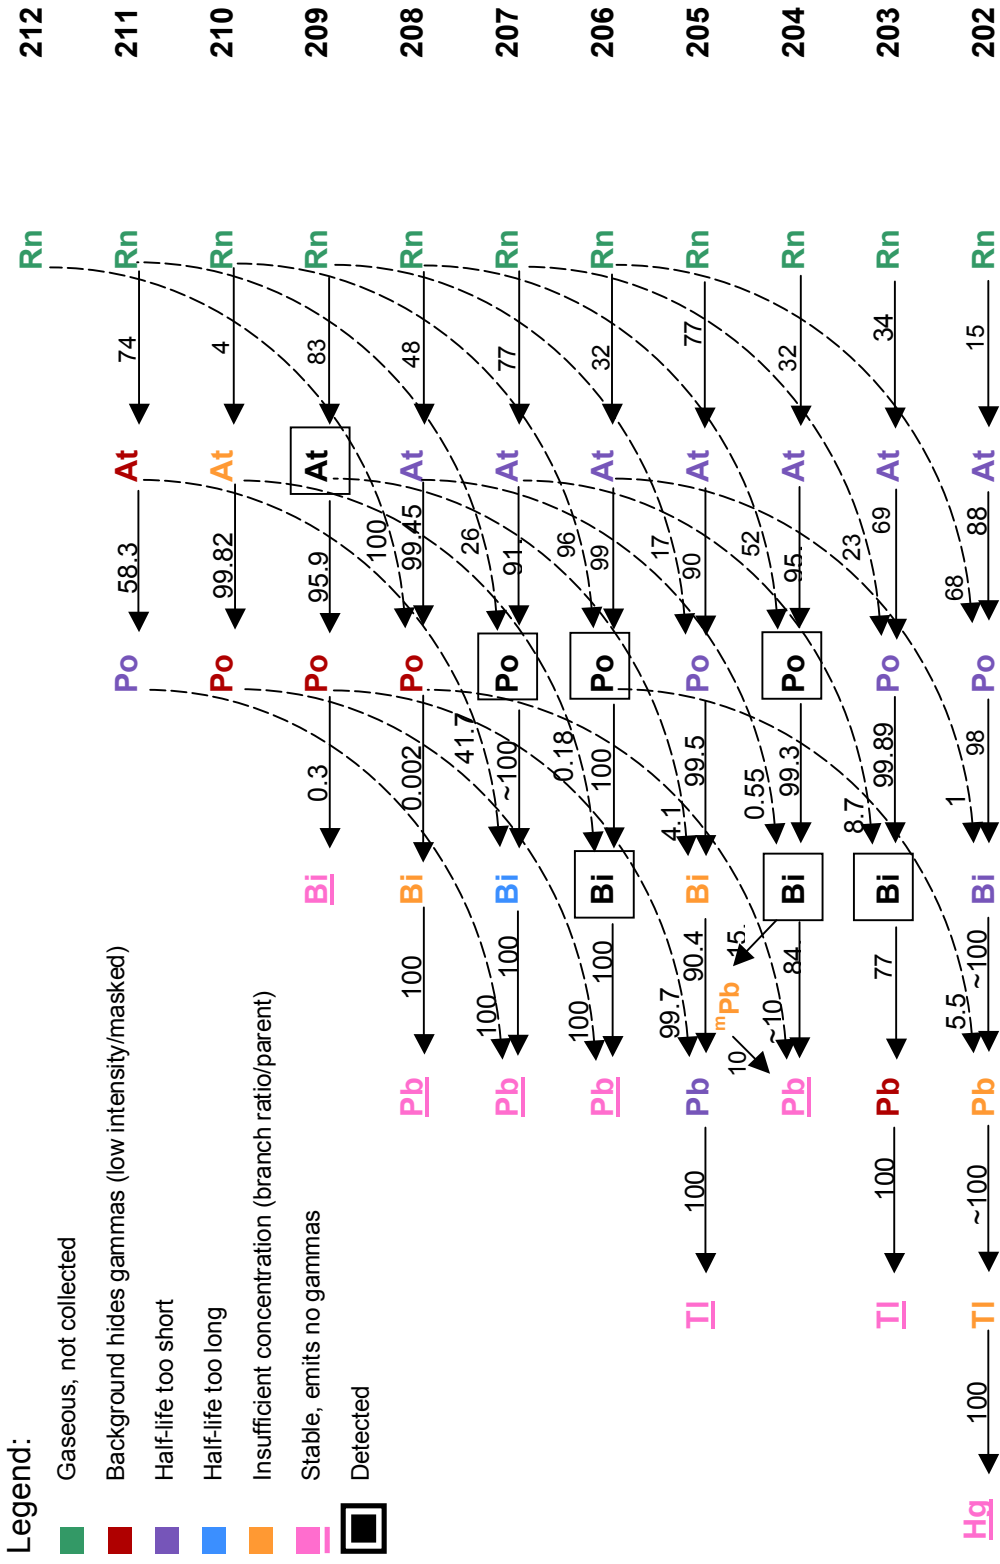 Legend:
Gaseous, not collected
Background hides gammas (low intensity/masked)
Half-life too short
Half-life too long
Insufficient concentration (branch ratio/parent)
Stable, emits no gammas
Detected
Rn 212
Po 58.3 At 74 Rn 211
Po 99.82 At 4 Rn 210
Bi 0.3 Po 95.9 At 83 Rn 209
100
Pb 100 Bi 0.002 Po 99.45 At 48 Rn 208
41.7 26
100
Pb 100 Bi ~100 Po 91. At 77 Rn 207
100 0.18 96
Pb 100 Bi 100 Po 99 At 32 Rn 206
99.7 4.1 17
Tl 100 Pb 90.4 Bi 99.5 Po 90 At 77 Rn 205
10 mPb 15.
~10 0.55 52
Pb 84. Bi 99.3 Po 95. At 32 Rn 204
8.7 23
Tl 100 Pb 77 Bi 99.89 Po 69 At 34 Rn 203
5.5 1 68
Hg 100 Tl ~100 Pb ~100 Bi 98 Po 88 At 15 Rn 202